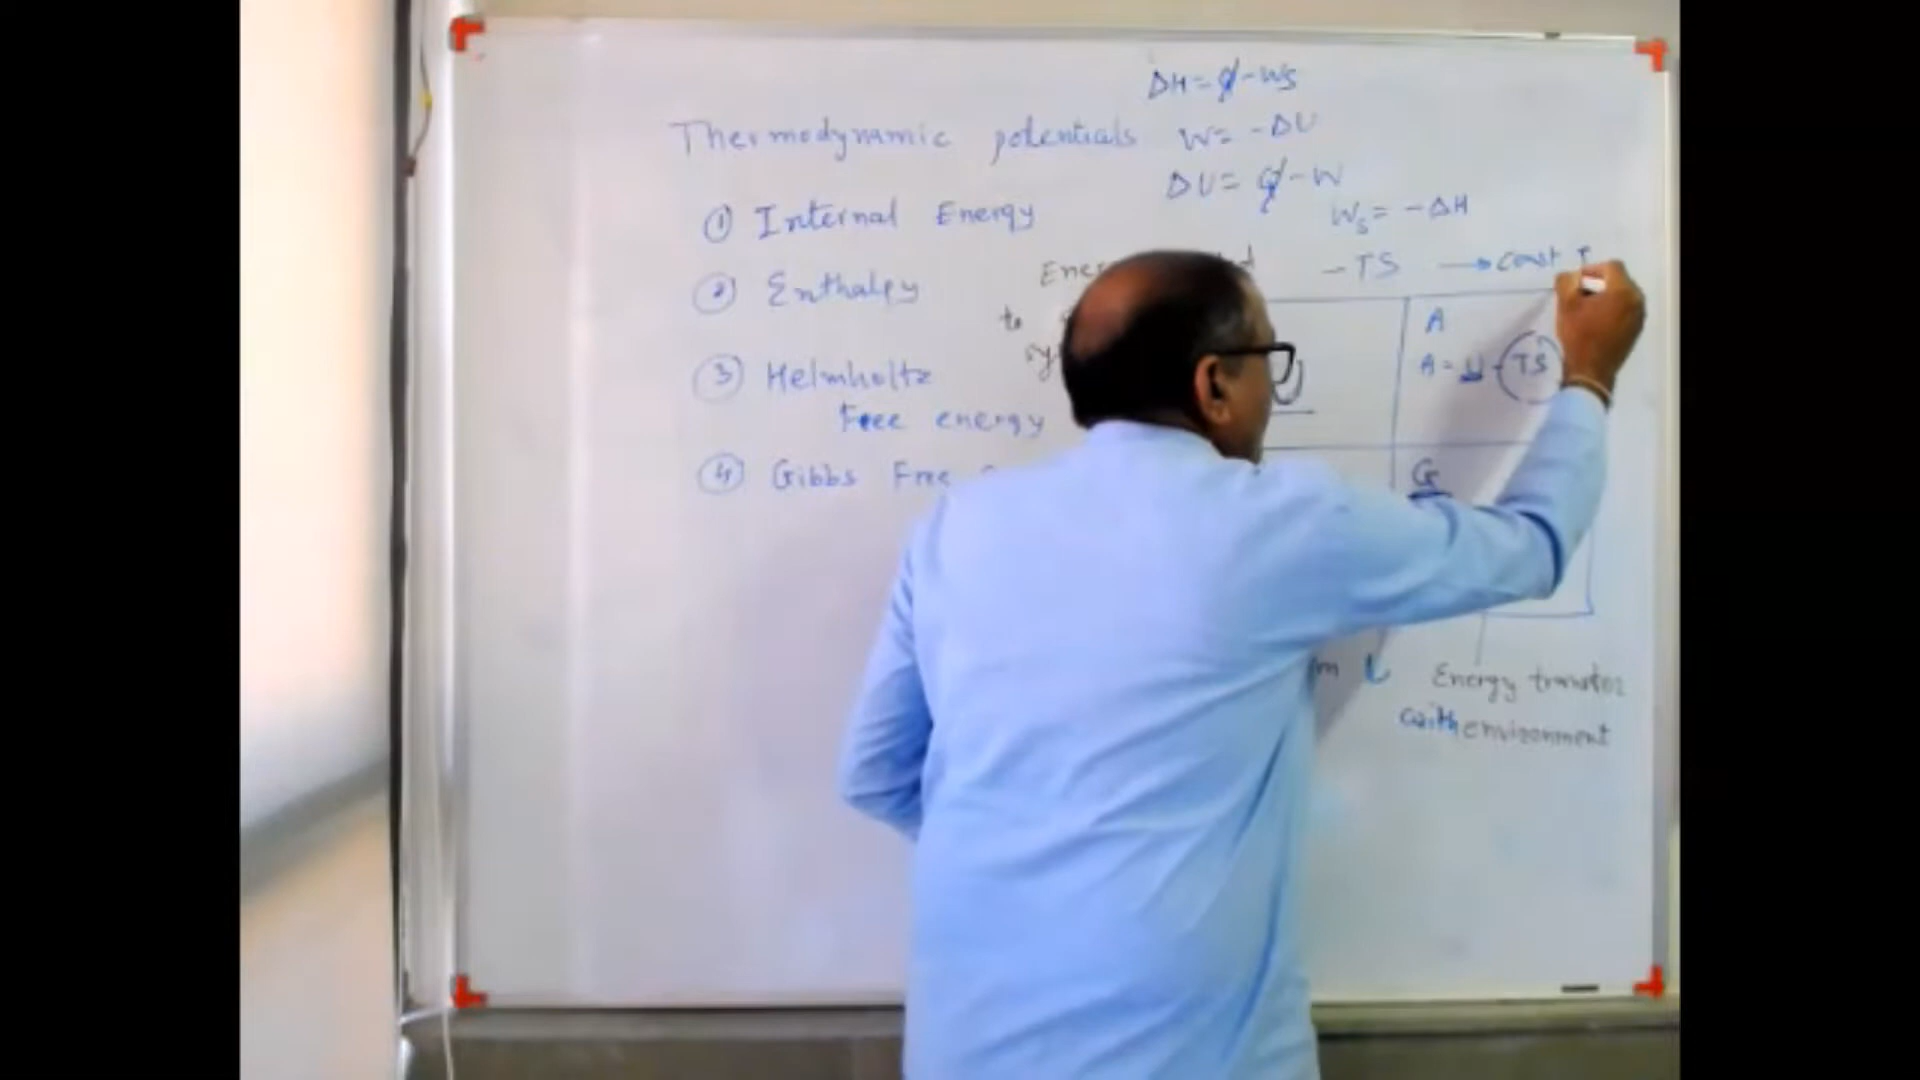 ΔH = q - Ws
Thermodynamic potentials
W = -ΔU
ΔU = q - W
Ws = -ΔH
① Internal Energy
② Enthalpy
③ Helmholtz
Free energy
④ Gibbs Free
-TS → const T
to
A
A = U - TS
G
Energy transfer
with environment